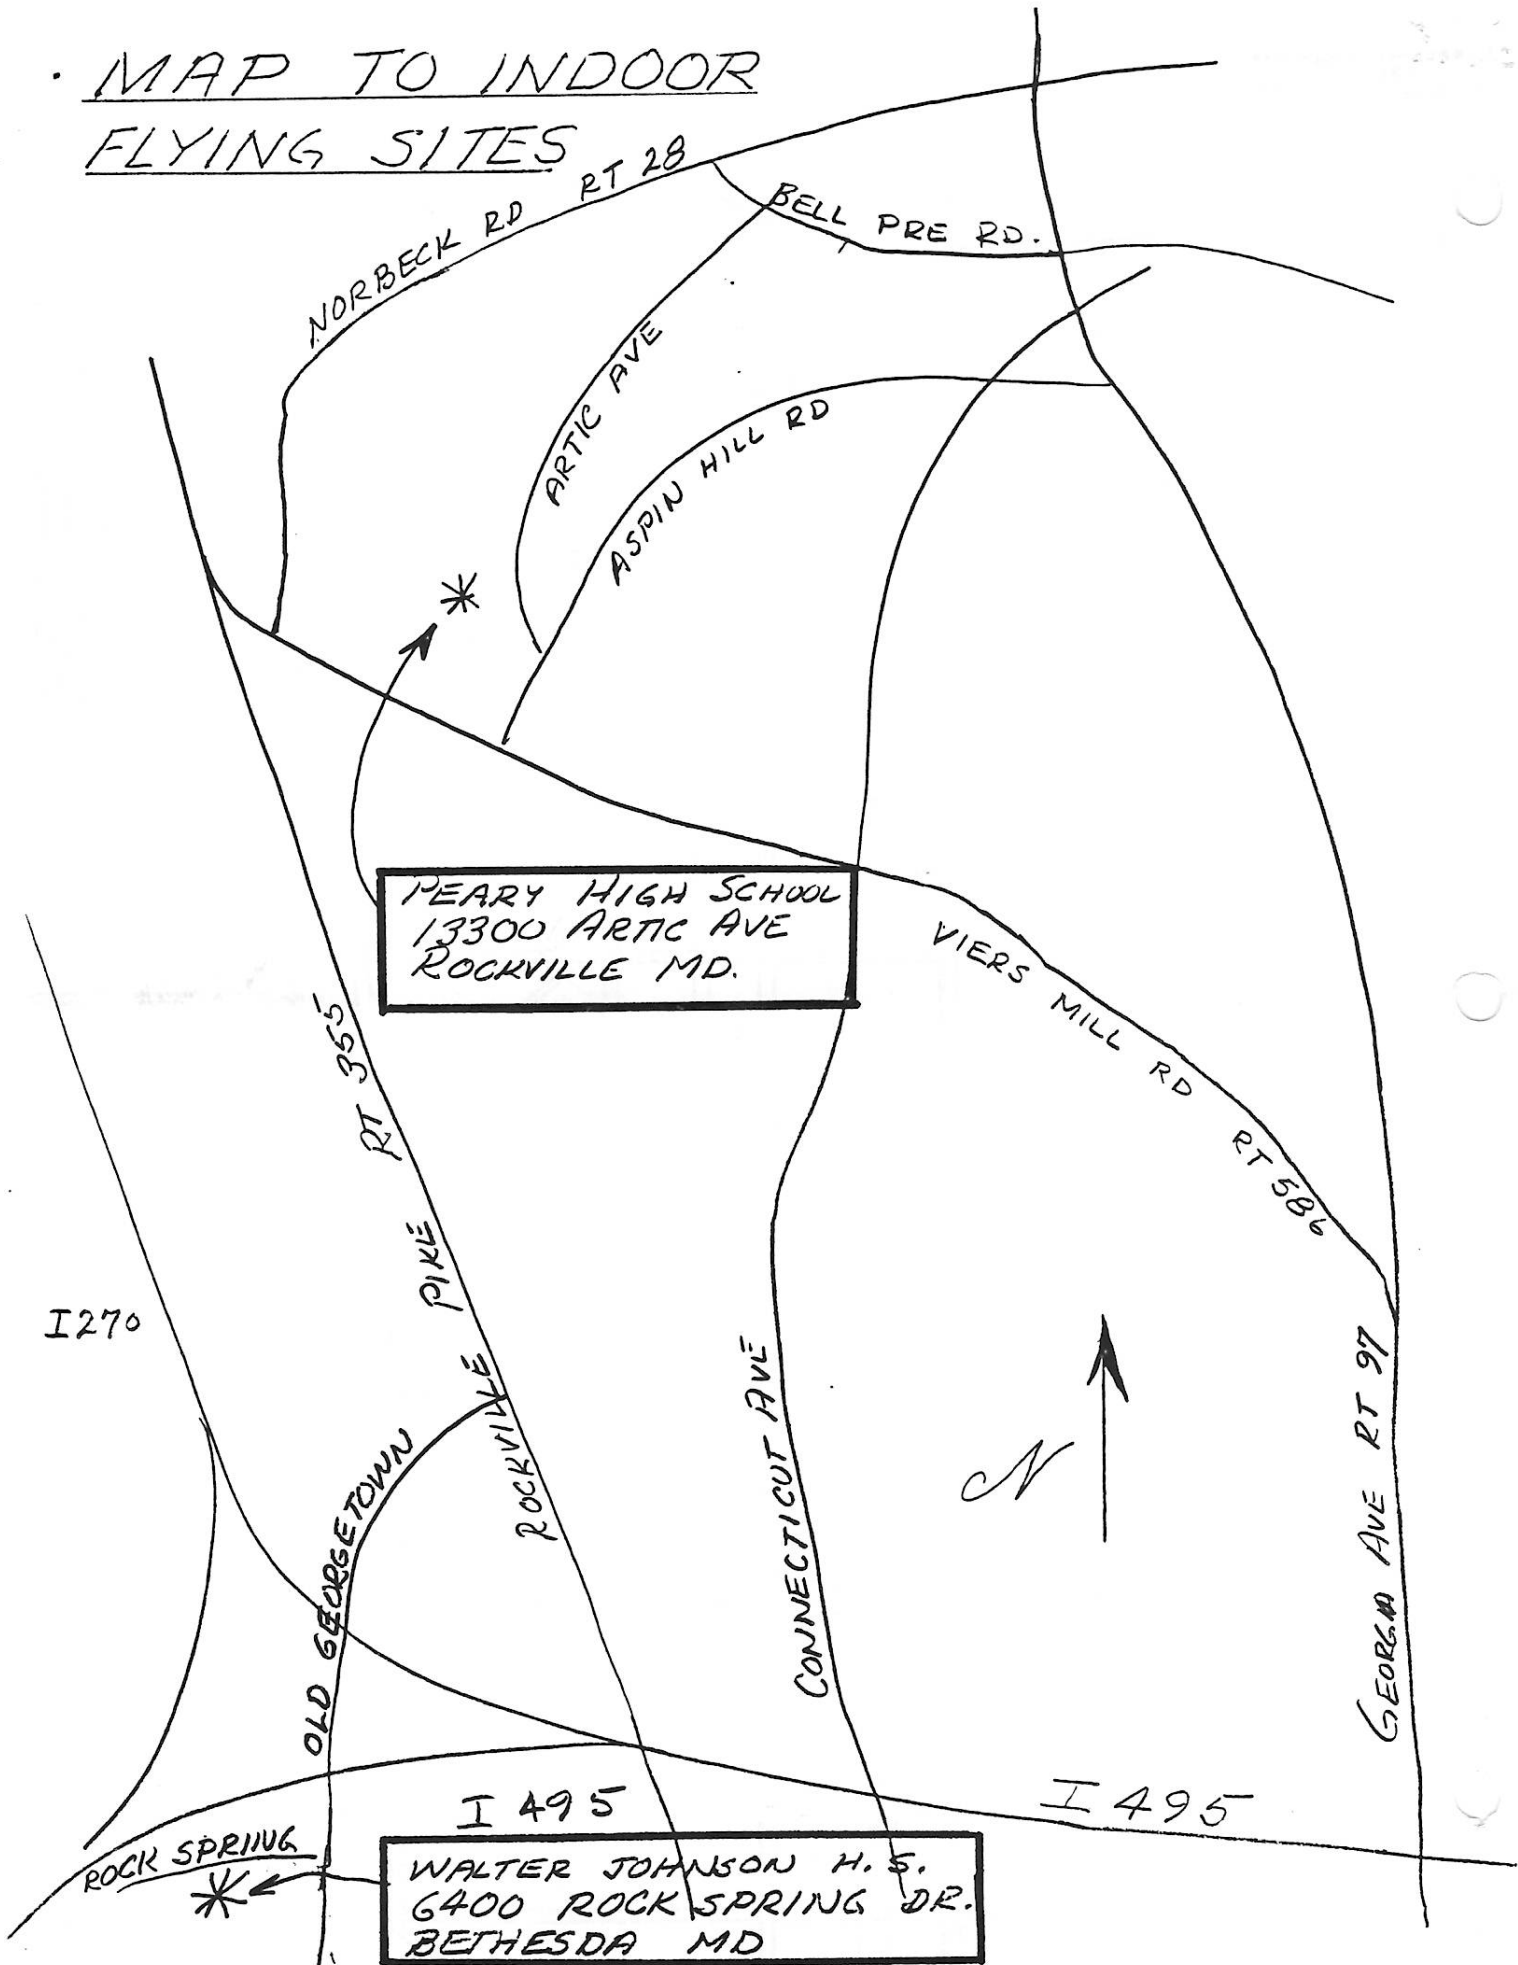 MAP TO INDOOR
FLYING SITES
NORBECK RD RT 28
BELL PRE RD.
ARTIC AVE
ASPIN HILL RD
PEARY HIGH SCHOOL
13300 ARTIC AVE
ROCKVILLE MD.
VIERS MILL RD RT 586
RT 355
ROCKVILLE PIKE
I270
OLD GEORGETOWN
CONNECTICUT AVE
N
GEORGIA AVE RT 97
I 495
I 495
ROCK SPRING
WALTER JOHNSON H.S.
6400 ROCK SPRING DR.
BETHESDA MD